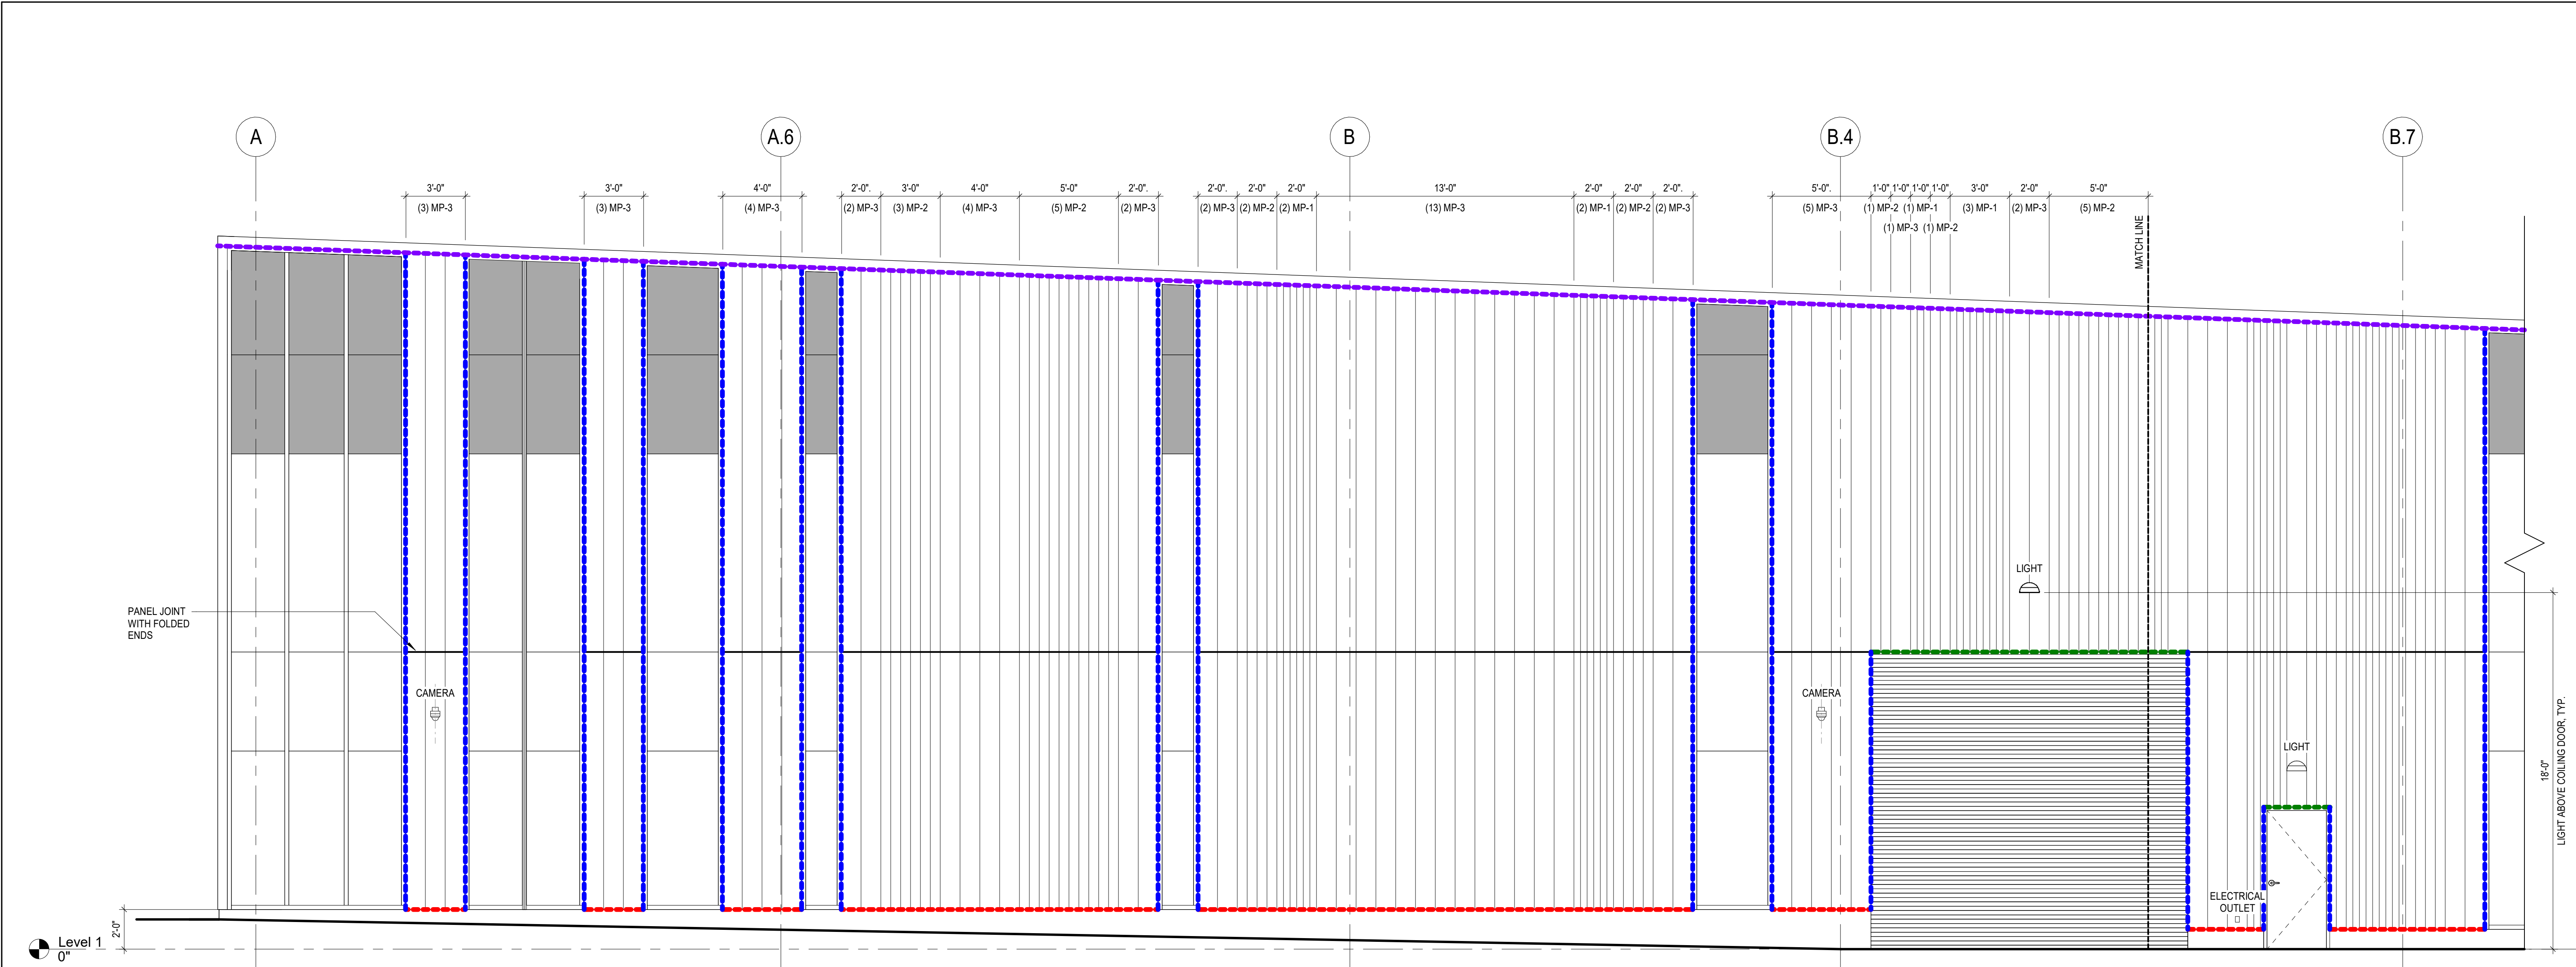 A
A.6
B
B.4
B.7
3'-0"
3'-0"
4'-0"
2'-0".
3'-0"
4'-0"
5'-0"
2'-0".
2'-0".
2'-0"
2'-0"
13'-0"
2'-0"
2'-0"
2'-0".
5'-0".
1'-0"
1'-0"
1'-0"
1'-0"
3'-0"
2'-0"
5'-0"
(3) MP-3
(3) MP-3
(4) MP-3
(2) MP-3
(3) MP-2
(4) MP-3
(5) MP-2
(2) MP-3
(2) MP-3
(2) MP-2
(2) MP-1
(13) MP-3
(2) MP-1
(2) MP-2
(2) MP-3
(5) MP-3
(1) MP-2
(1) MP-1
(3) MP-1
(2) MP-3
(5) MP-2
(1) MP-3
(1) MP-2
MATCH LINE
LIGHT
PANEL JOINT
WITH FOLDED
ENDS
CAMERA
CAMERA
LIGHT
18'-0"
LIGHT ABOVE COILING DOOR, TYP.
ELECTRICAL
OUTLET
2'-0"
Level 1
0"